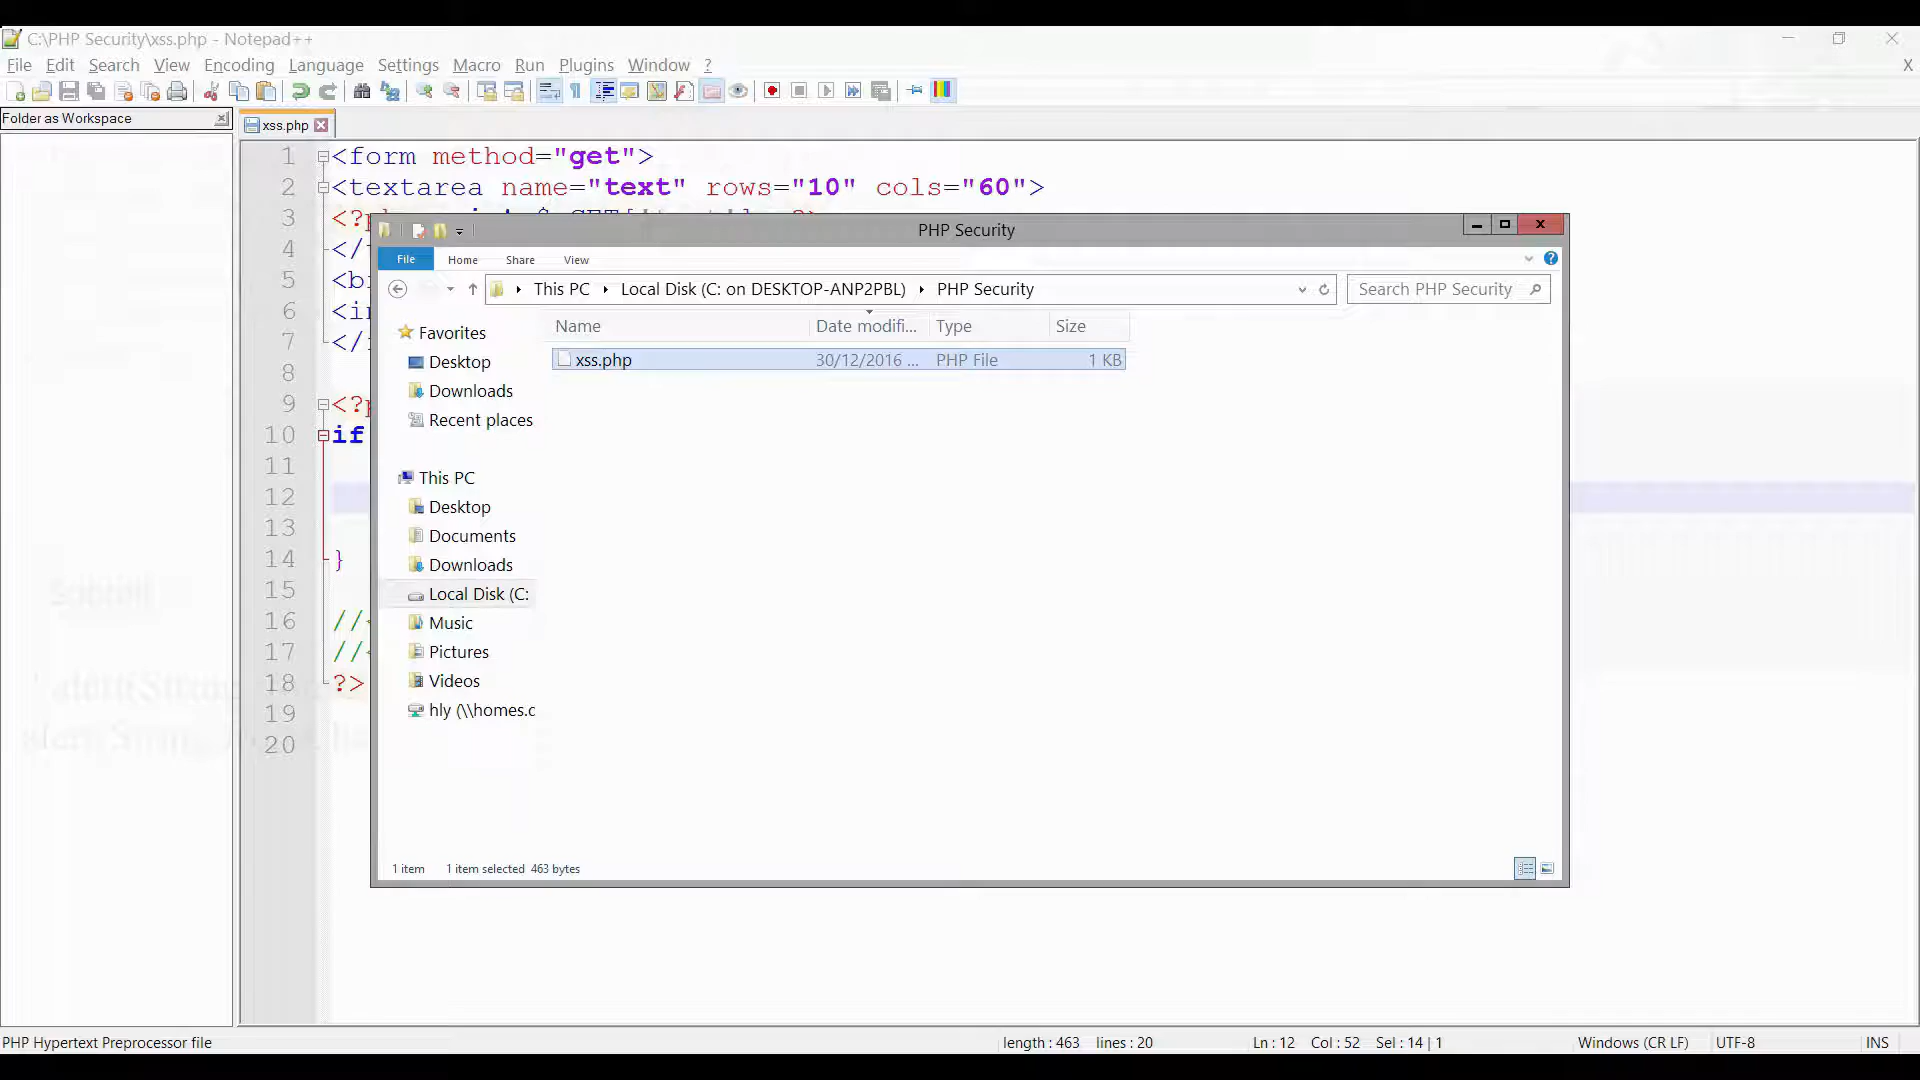 C:\PHP Security\xss.php - Notepad++
File Edit Search View Encoding Language Settings Macro Run Plugins Window ?
X
Folder as Workspace
xss.php
1 <form method="get">
2 <textarea name="text" rows="10" cols="60">
3 <?
4 </
5 <b
6 <i
7 </
8
9 <?
10 if
11
12
13
14 }
15
16 //
17 //
18 ?>
19
20
PHP Security
File Home Share View
This PC Local Disk (C: on DESKTOP-ANP2PBL) PHP Security
Search PHP Security
Name Date modifi... Type Size
xss.php 30/12/2016 ... PHP File 1 KB
Favorites
Desktop
Downloads
Recent places
This PC
Desktop
Documents
Downloads
Local Disk (C:
Music
Pictures
Videos
hly (\\homes.c
1 item 1 item selected 463 bytes
PHP Hypertext Preprocessor file length : 463 lines : 20 Ln : 12 Col : 52 Sel : 14 | 1 Windows (CR LF) UTF-8 INS